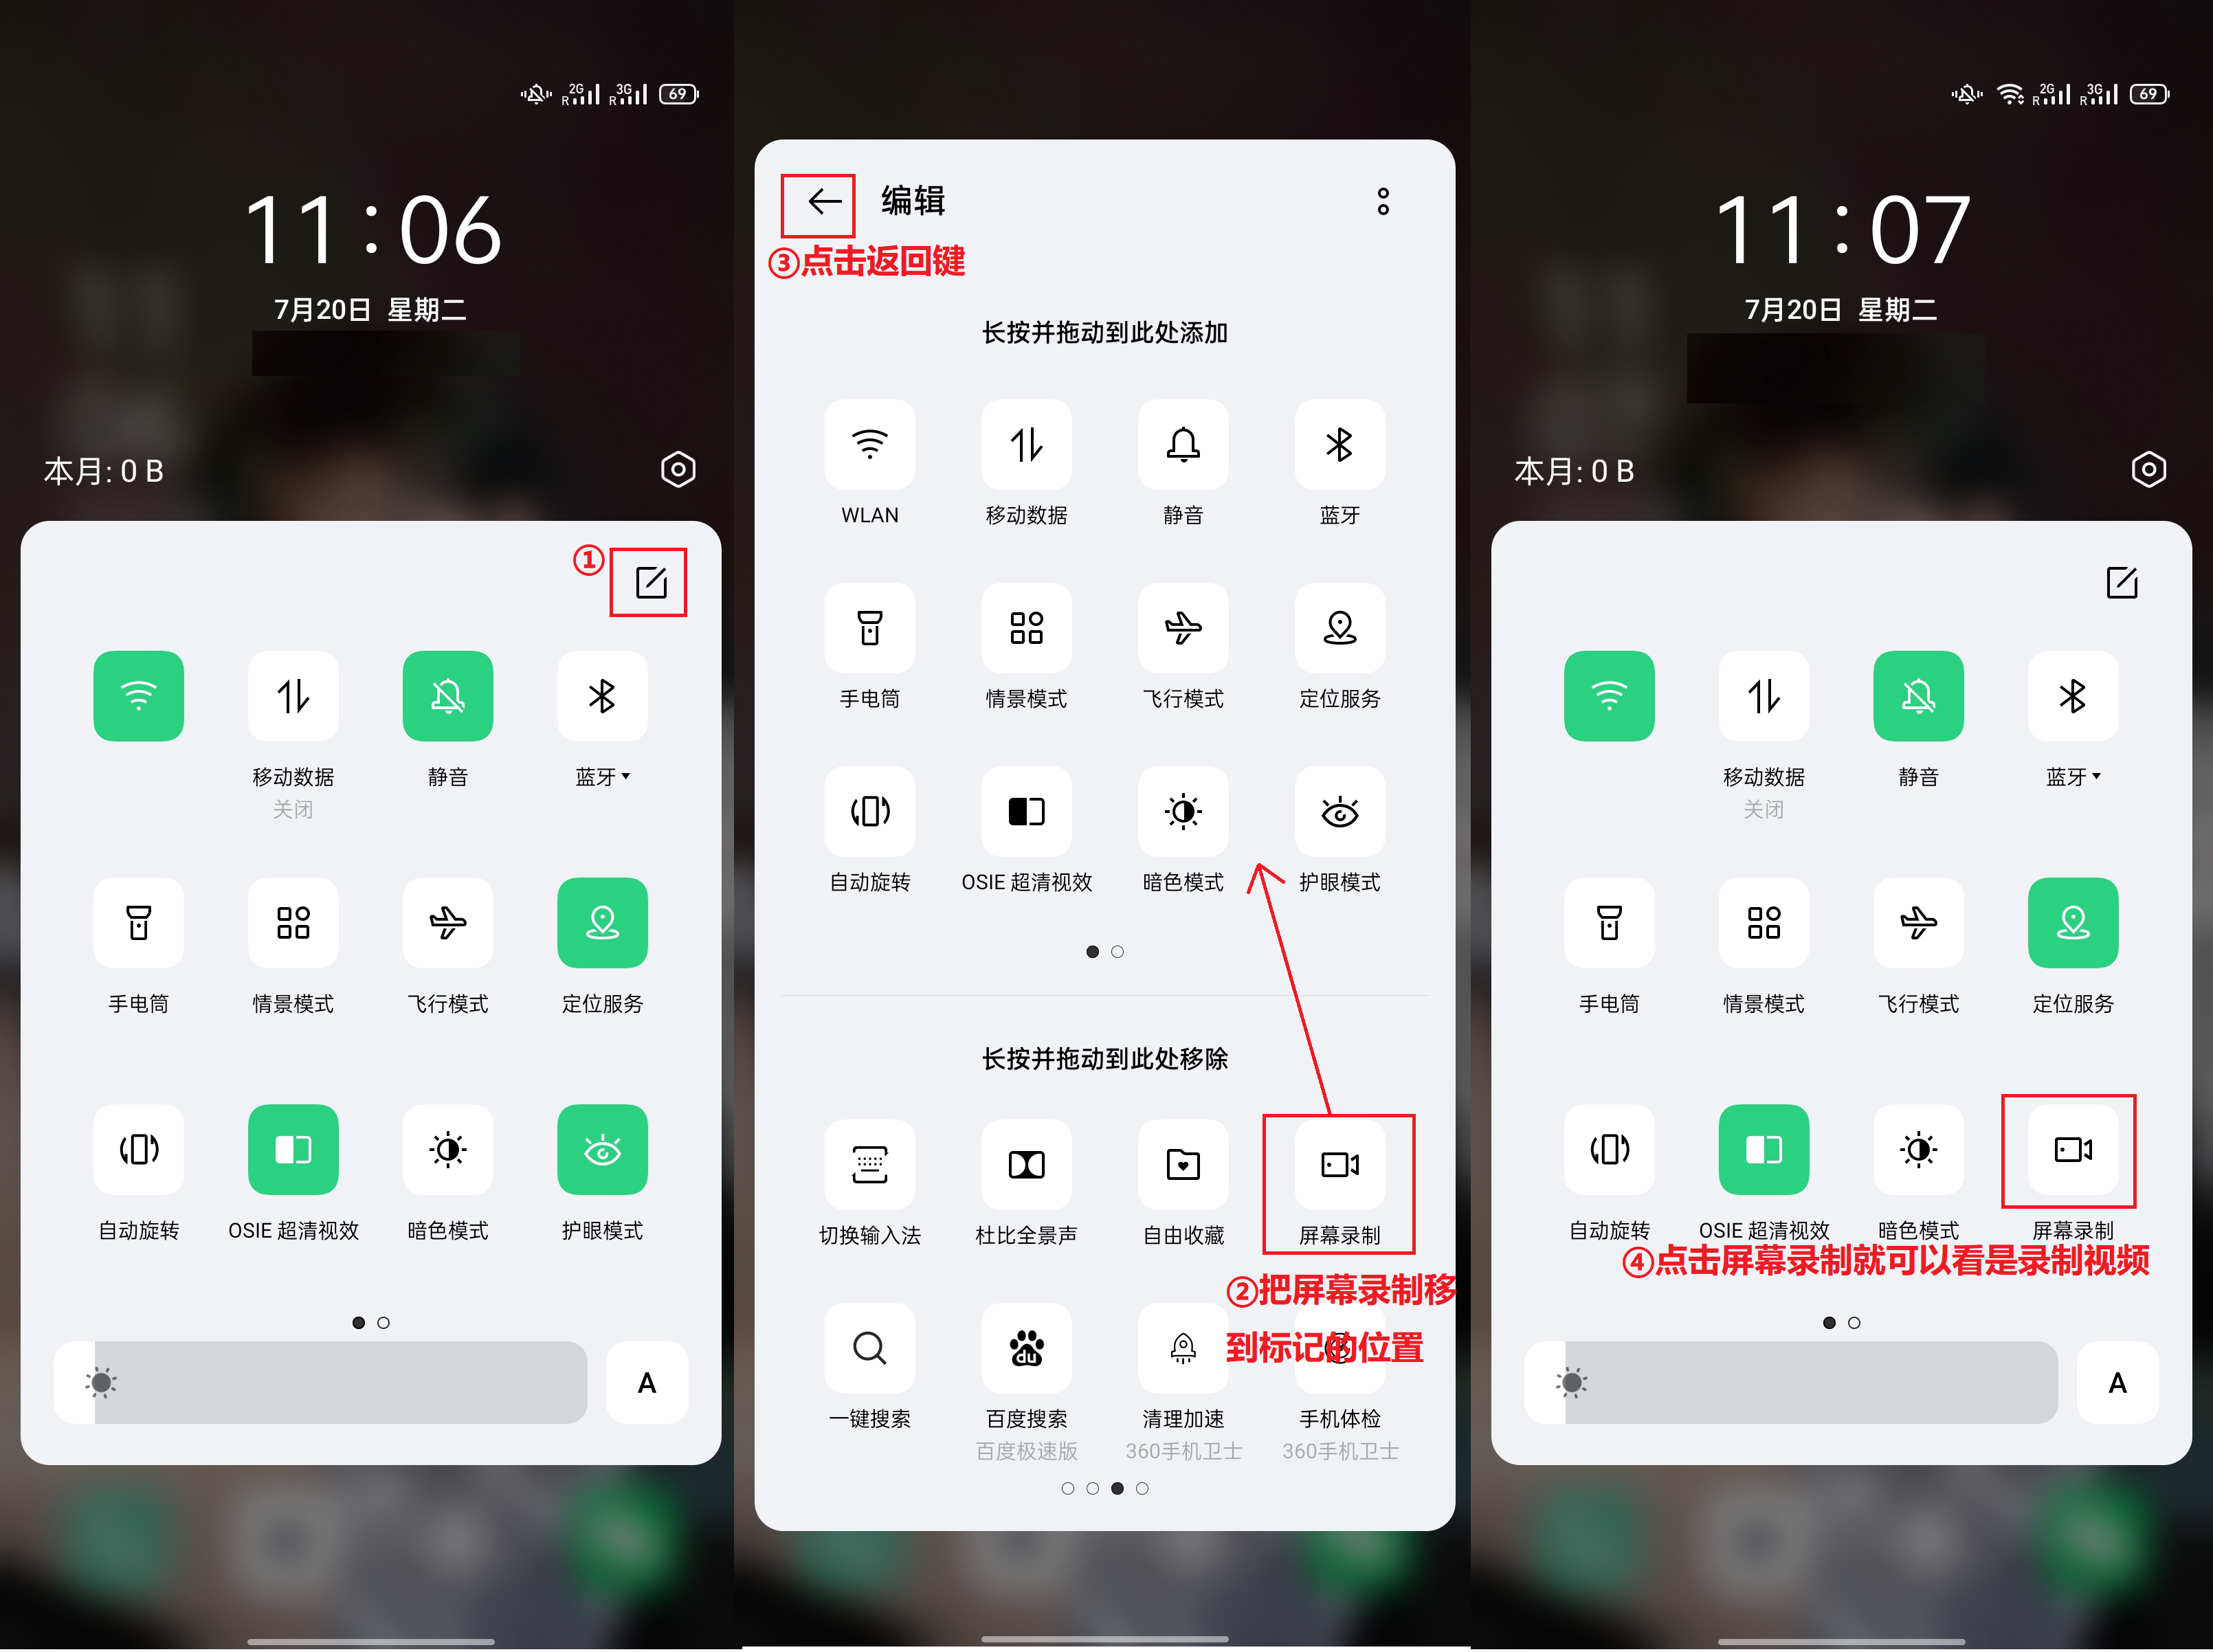 2G
R
3G
R
69
11:06
7月20日 星期二
本月: 0 B
①
移动数据
静音
蓝牙
关闭
手电筒
情景模式
飞行模式
定位服务
自动旋转
OSIE 超清视效
暗色模式
护眼模式
A
编辑
③点击返回键
长按并拖动到此处添加
WLAN
移动数据
静音
蓝牙
手电筒
情景模式
飞行模式
定位服务
自动旋转
OSIE 超清视效
暗色模式
护眼模式
长按并拖动到此处移除
切换输入法
杜比全景声
自由收藏
屏幕录制
②把屏幕录制移
到标记的位置
du
一键搜索
百度搜索
清理加速
手机体检
百度极速版
360手机卫士
360手机卫士
2G
R
3G
R
69
11:07
7月20日 星期二
本月: 0 B
移动数据
静音
蓝牙
关闭
手电筒
情景模式
飞行模式
定位服务
自动旋转
OSIE 超清视效
暗色模式
屏幕录制
④点击屏幕录制就可以看是录制视频
A